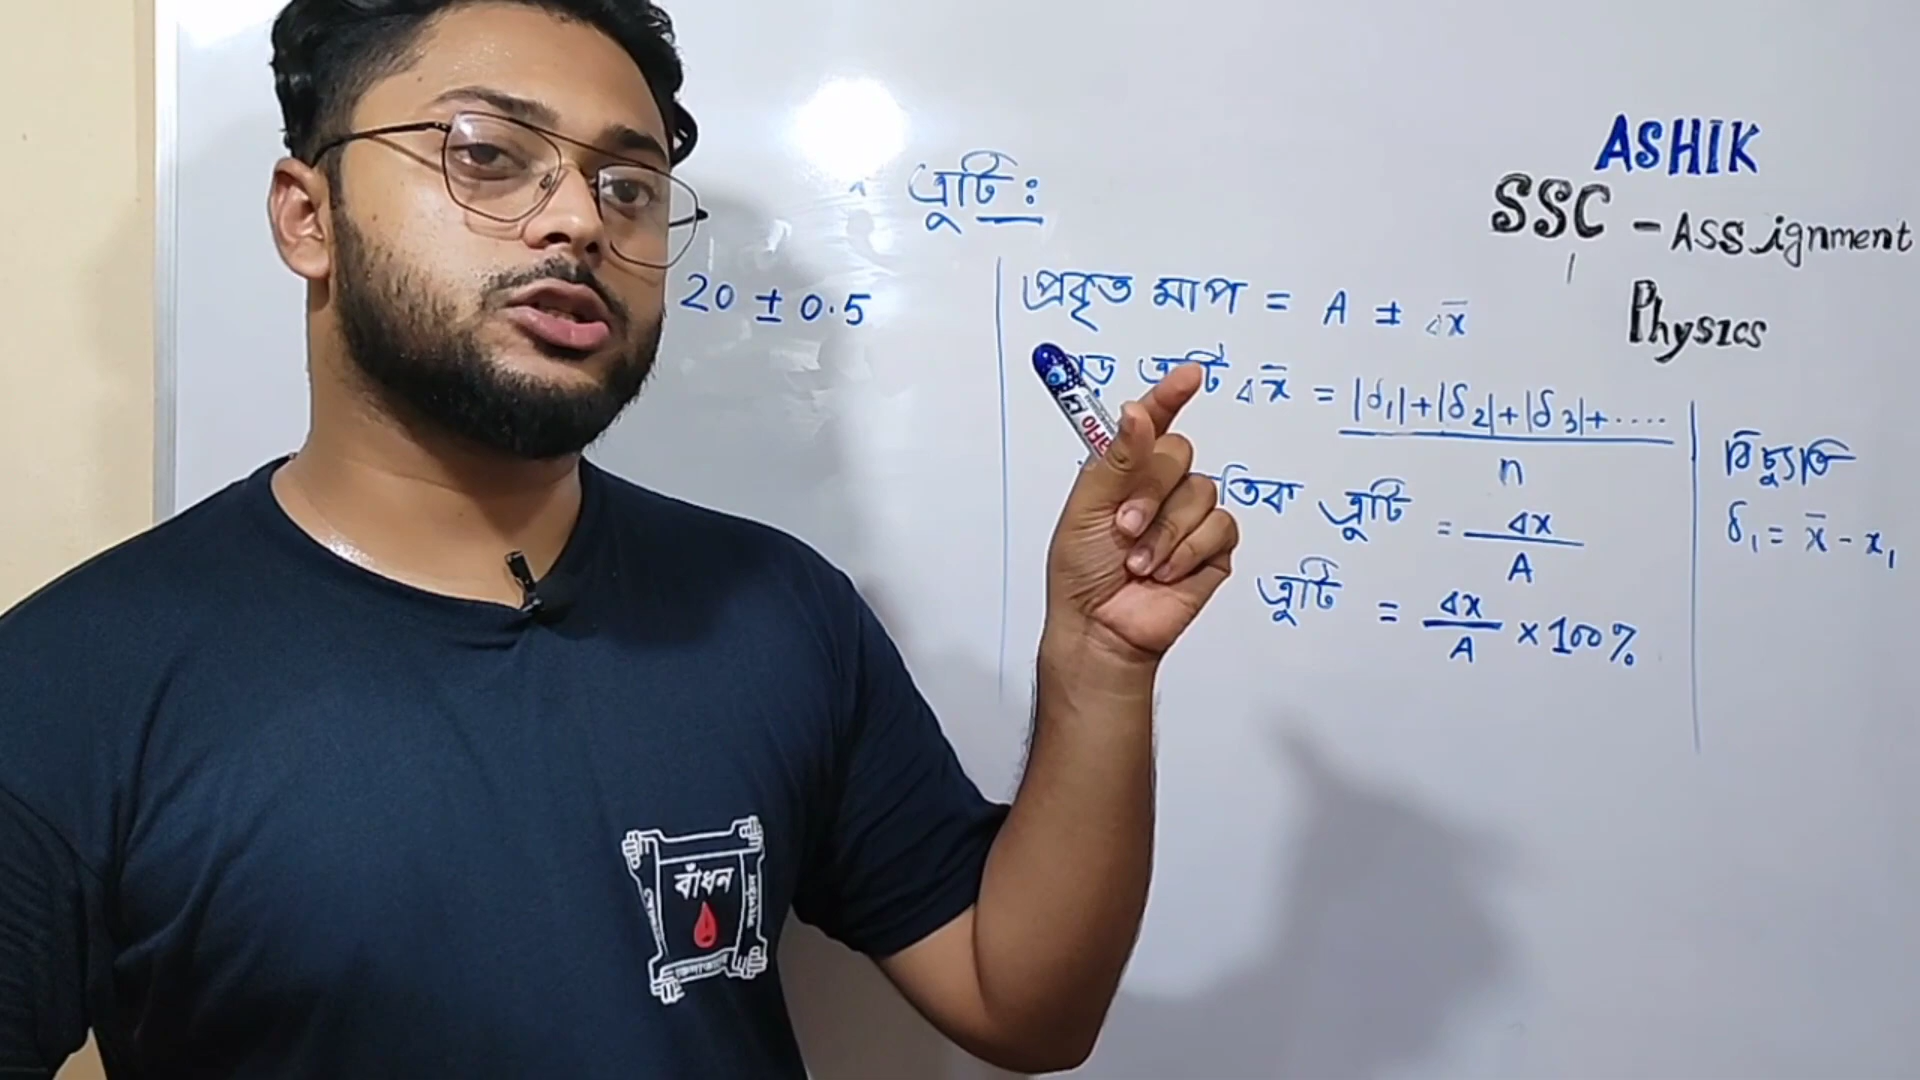 ত্রুটি :
20 ± 0.5
প্রকৃত মাপ = A ± Δx̄
ত্রুটি Δx̄ = |δ₁|+|δ₂|+|δ₃|+....
n
ত্রুটি = Δx
A
ত্রুটি = Δx/A × 100%
বিচ্যুতি
δ₁ = x̄ - x₁
ASHIK
SSC - Assignment
Physics
বাঁধন